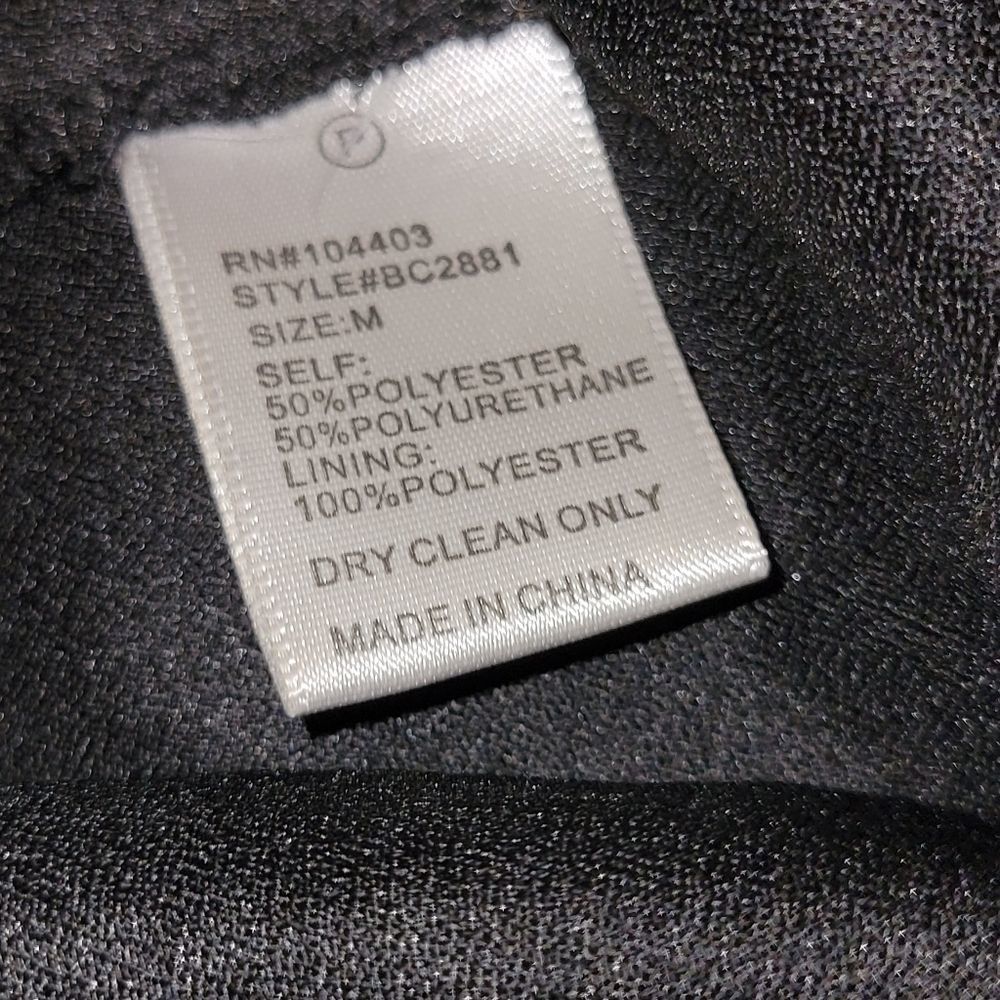 P
RN#104403
STYLE#BC2881
SIZE:M
SELF:
50%POLYESTER
50%POLYURETHANE
LINING:
100%POLYESTER
DRY CLEAN ONLY
MADE IN CHINA